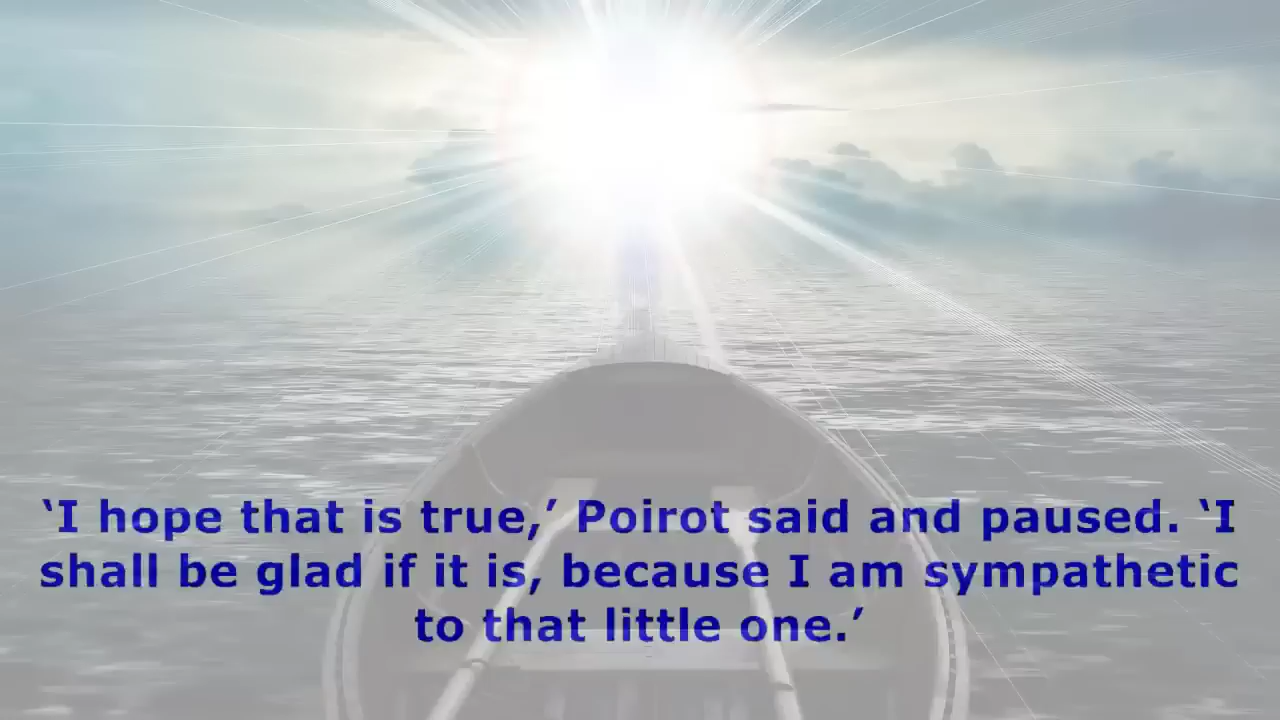 ‘I hope that is true,’ Poirot said and paused. ‘I
shall be glad if it is, because I am sympathetic
to that little one.’